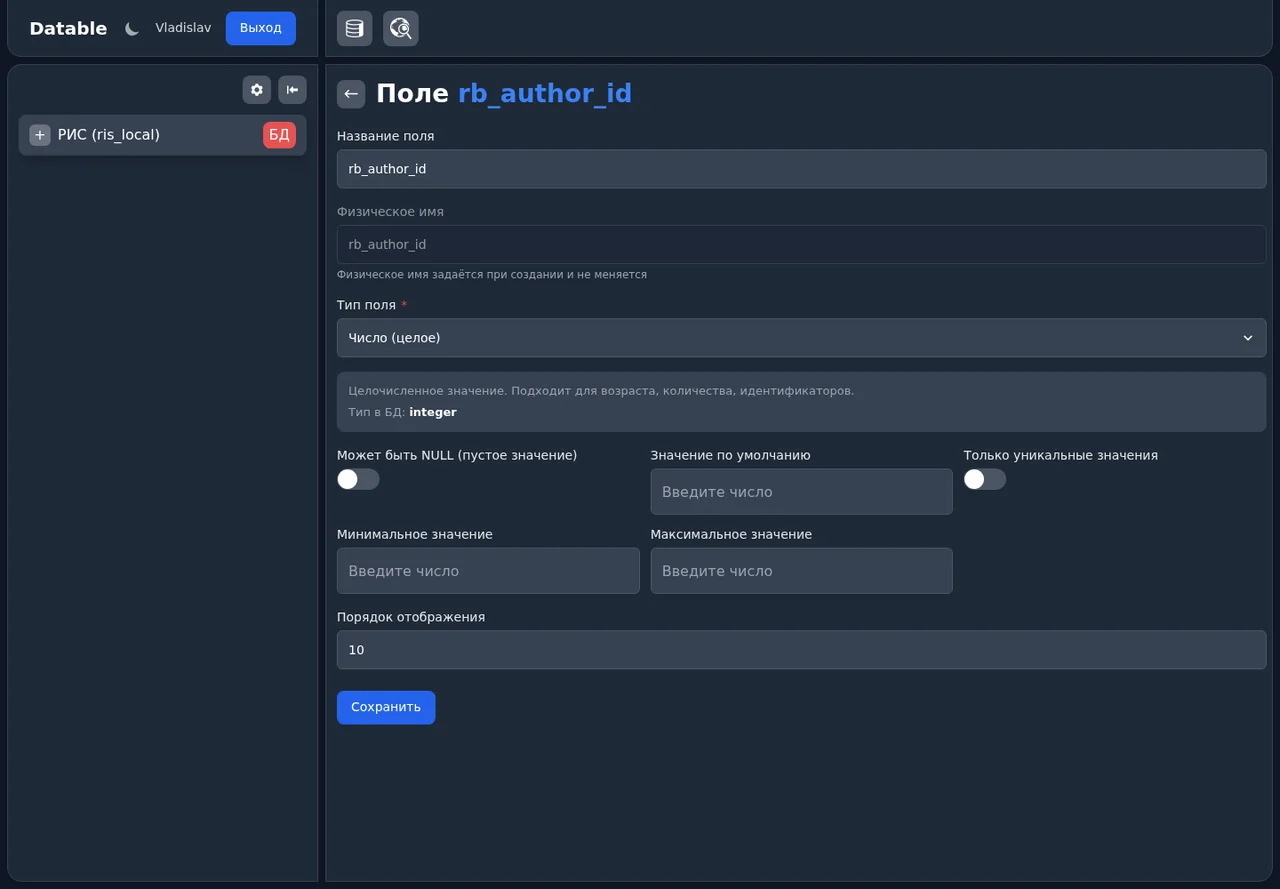 Datable
Vladislav
Выход
РИС (ris_local)
БД
Поле rb_author_id
Название поля
rb_author_id
Физическое имя
rb_author_id
Физическое имя задаётся при создании и не меняется
Тип поля *
Число (целое)
Целочисленное значение. Подходит для возраста, количества, идентификаторов.
Тип в БД: integer
Может быть NULL (пустое значение)
Значение по умолчанию
Введите число
Только уникальные значения
Минимальное значение
Введите число
Максимальное значение
Введите число
Порядок отображения
10
Сохранить